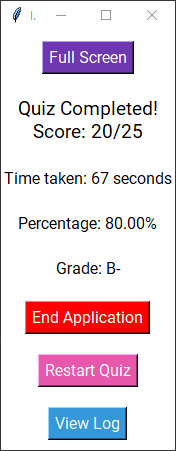 Full Screen
Quiz Completed!
Score: 20/25
Time taken: 67 seconds
Percentage: 80.00%
Grade: B-
End Application
Restart Quiz
View Log